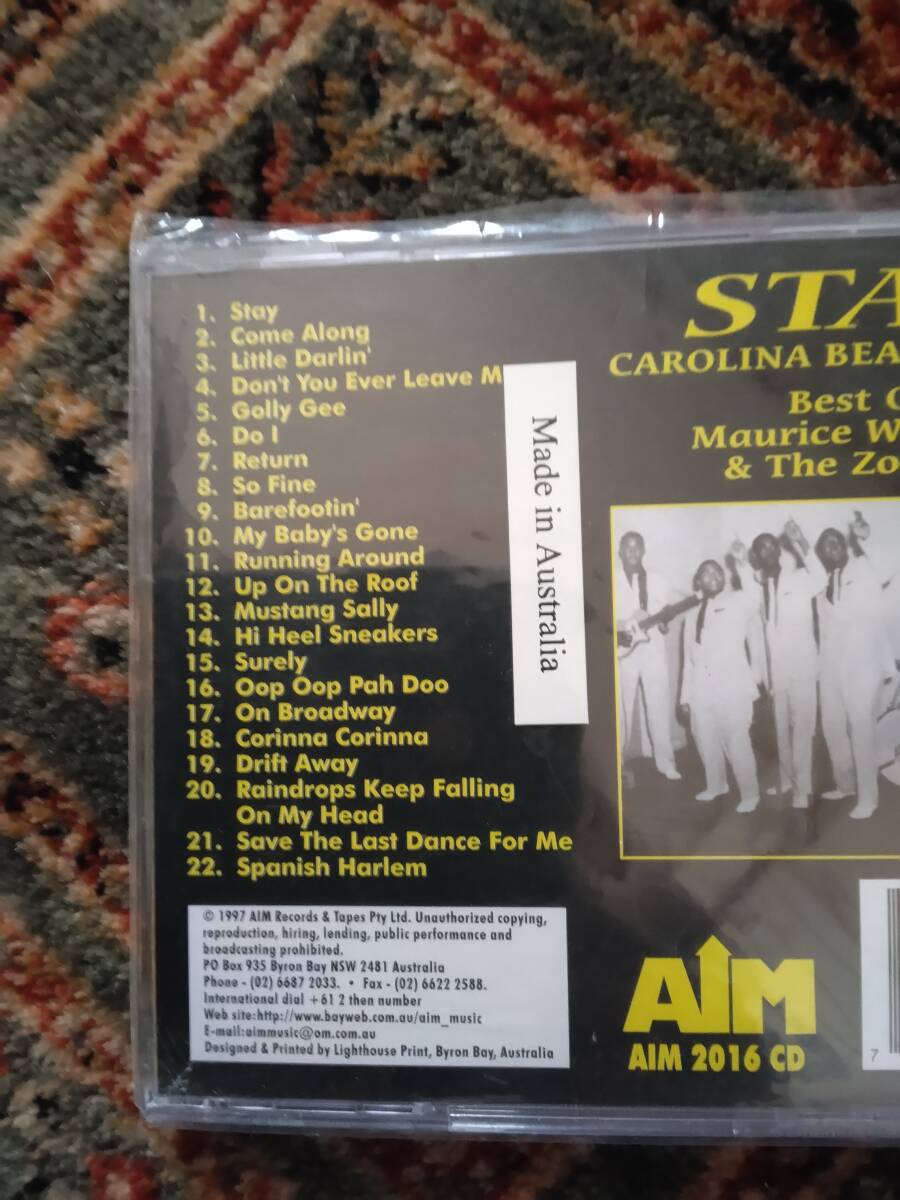 1. Stay
2. Come Along
3. Little Darlin'
4. Don't You Ever Leave M
5. Golly Gee
6. Do I
7. Return
8. So Fine
9. Barefootin'
10. My Baby's Gone
11. Running Around
12. Up On The Roof
13. Mustang Sally
14. Hi Heel Sneakers
15. Surely
16. Oop Oop Pah Doo
17. On Broadway
18. Corinna Corinna
19. Drift Away
20. Raindrops Keep Falling
On My Head
21. Save The Last Dance For Me
22. Spanish Harlem
Made in Australia
STA
CAROLINA BEA
Best O
Maurice W
& The Zo
© 1997 AIM Records & Tapes Pty Ltd. Unauthorized copying,
reproduction, hiring, lending, public performance and
broadcasting prohibited.
PO Box 935 Byron Bay NSW 2481 Australia
Phone - (02) 6687 2033. • Fax - (02) 6622 2588.
International dial +61 2 then number
Web site:http://www.bayweb.com.au/aim_music
E-mail:aimmusic@om.com.au
Designed & Printed by Lighthouse Print, Byron Bay, Australia
AIM
AIM 2016 CD
7